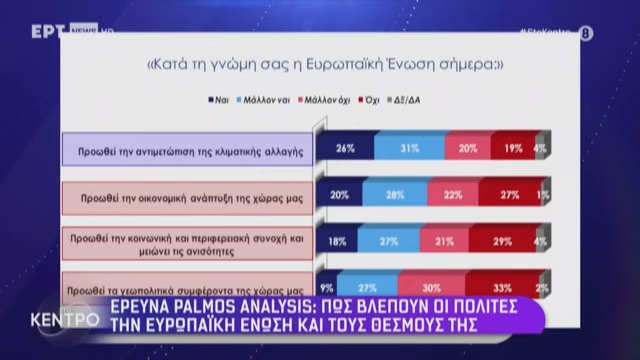 ΕΡΤ NEWS HD
#StoKentro 8
«Κατά τη γνώμη σας η Ευρωπαϊκή Ένωση σήμερα:»
Ναι Μάλλον ναι Μάλλον όχι Όχι ΔΞ/ΔΑ
Προωθεί την αντιμετώπιση της κλιματικής αλλαγής 26% 31% 20% 19% 4%
Προωθεί την οικονομική ανάπτυξη της χώρας μας 20% 28% 22% 27% 1%
Προωθεί την κοινωνική και περιφερειακή συνοχή και
μειώνει τις ανισότητες 18% 27% 21% 29% 4%
Προωθεί τα γεωπολιτικά συμφέροντα της χώρας μας 9% 27% 30% 33% 2%
ΚΕΝΤΡΟ
ΕΡΕΥΝΑ PALMOS ANALYSIS: ΠΩΣ ΒΛΕΠΟΥΝ ΟΙ ΠΟΛΙΤΕΣ
ΤΗΝ ΕΥΡΩΠΑΪΚΗ ΕΝΩΣΗ ΚΑΙ ΤΟΥΣ ΘΕΣΜΟΥΣ ΤΗΣ